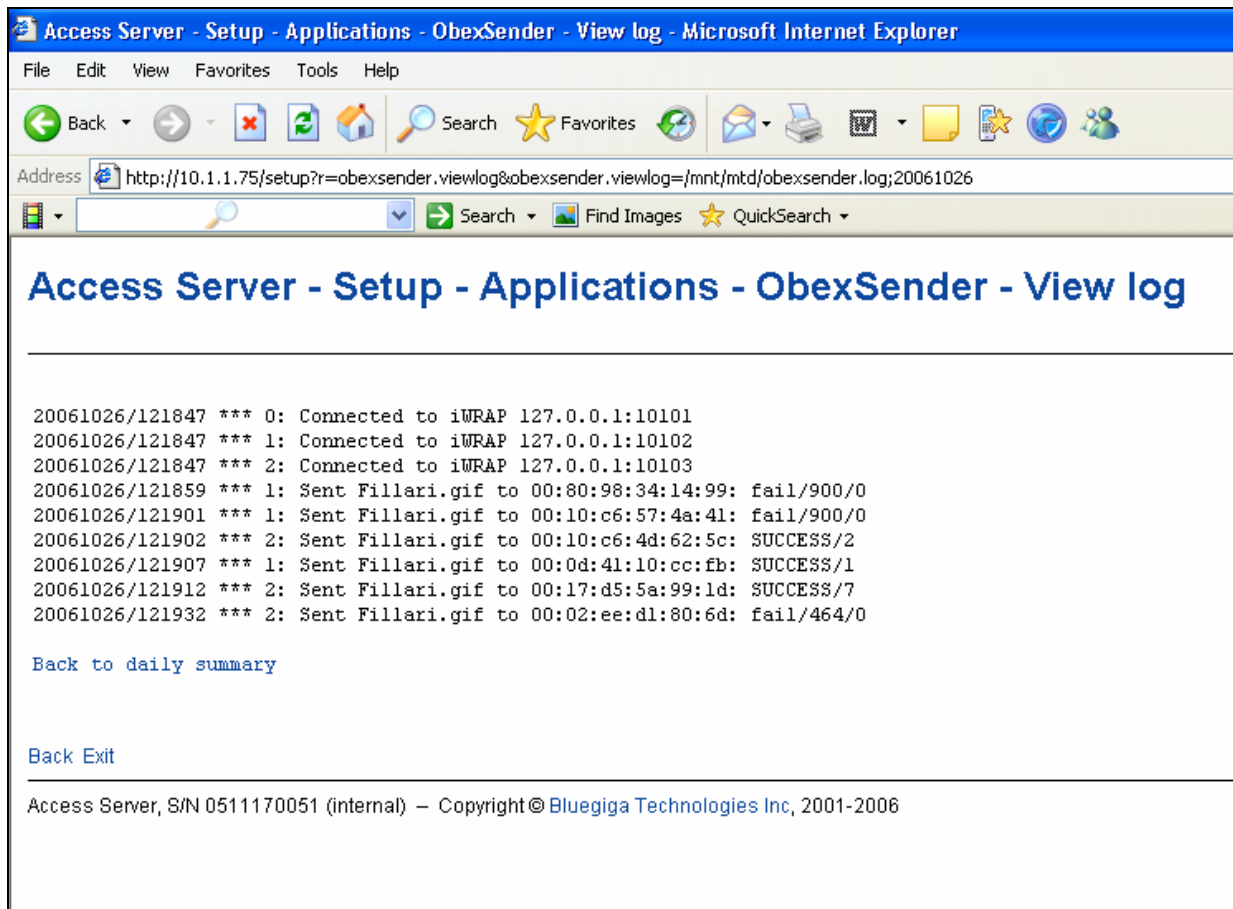 Access Server - Setup - Applications - ObexSender - View log - Microsoft Internet Explorer
File Edit View Favorites Tools Help
Back Search Favorites
Address http://10.1.1.75/setup?r=obexsender.viewlog&obexsender.viewlog=/mnt/mtd/obexsender.log;20061026
Search Find Images QuickSearch
Access Server - Setup - Applications - ObexSender - View log
20061026/121847 *** 0: Connected to iWRAP 127.0.0.1:10101
20061026/121847 *** 1: Connected to iWRAP 127.0.0.1:10102
20061026/121847 *** 2: Connected to iWRAP 127.0.0.1:10103
20061026/121859 *** 1: Sent Fillari.gif to 00:80:98:34:14:99: fail/900/0
20061026/121901 *** 1: Sent Fillari.gif to 00:10:c6:57:4a:41: fail/900/0
20061026/121902 *** 2: Sent Fillari.gif to 00:10:c6:4d:62:5c: SUCCESS/2
20061026/121907 *** 1: Sent Fillari.gif to 00:0d:41:10:cc:fb: SUCCESS/1
20061026/121912 *** 2: Sent Fillari.gif to 00:17:d5:5a:99:1d: SUCCESS/7
20061026/121932 *** 2: Sent Fillari.gif to 00:02:ee:d1:80:6d: fail/464/0
Back to daily summary
Back Exit
Access Server, S/N 0511170051 (internal) – Copyright © Bluegiga Technologies Inc, 2001-2006